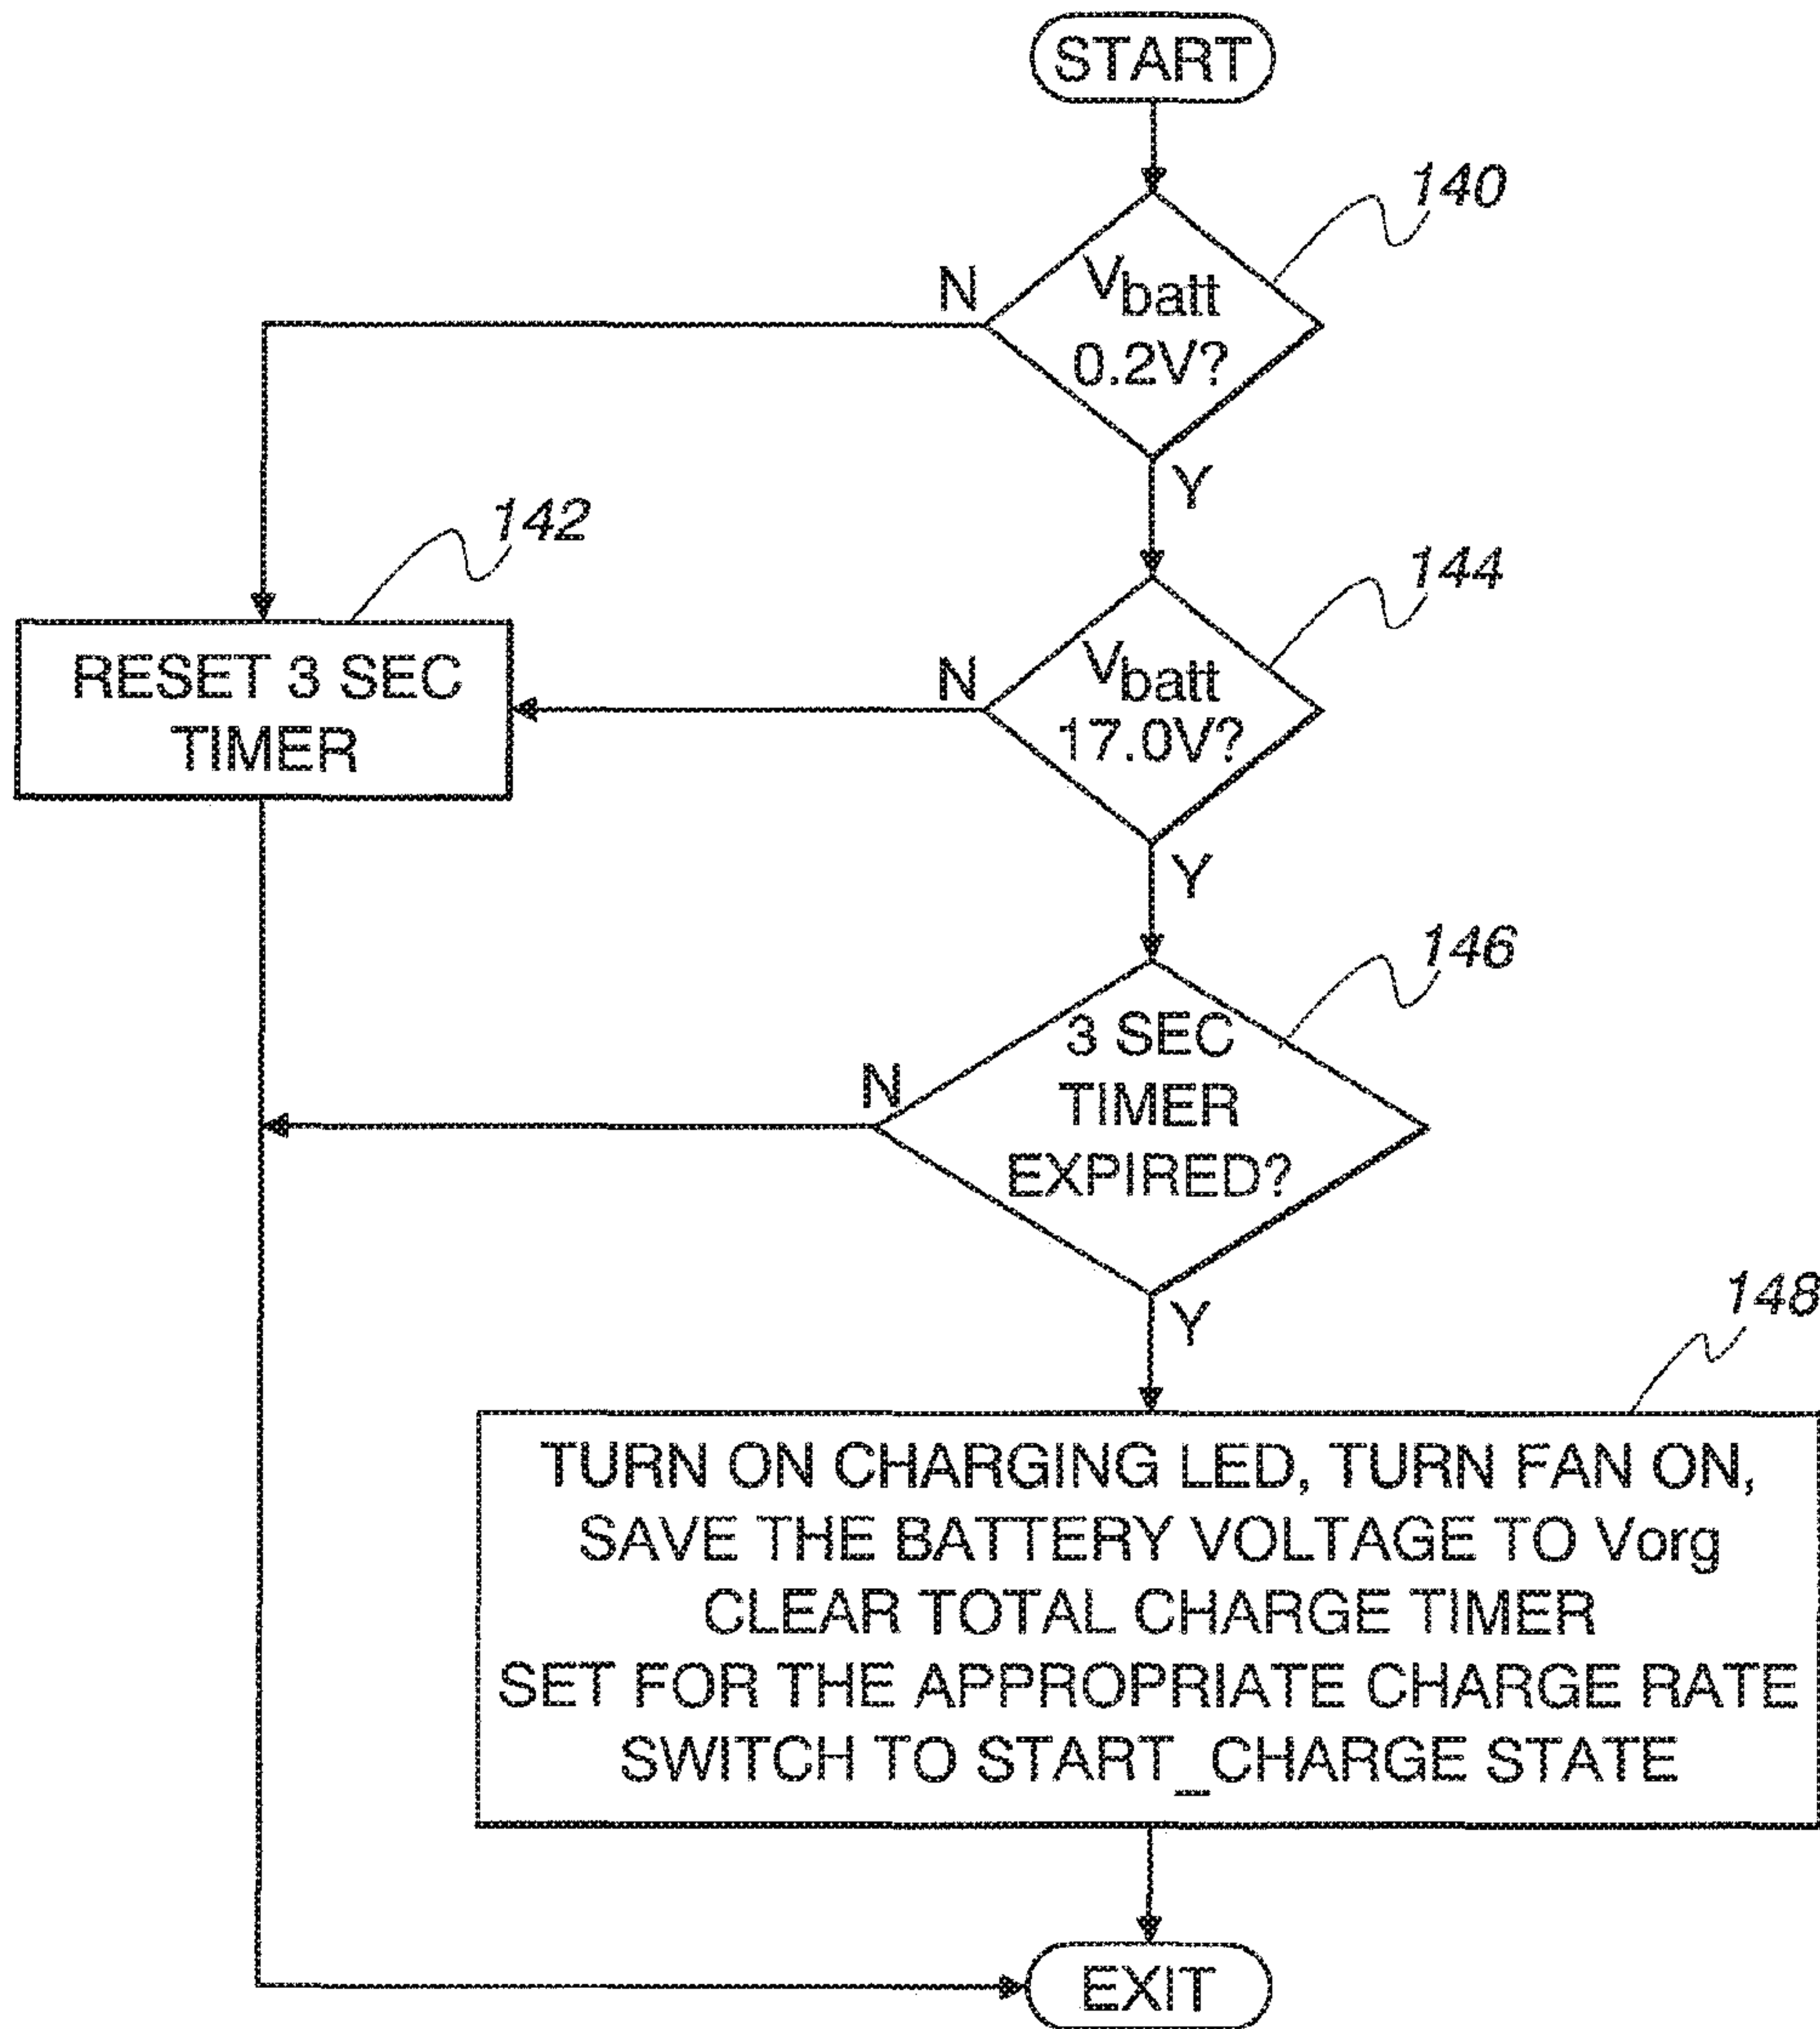 START
140
N
Vbatt
0.2V?
Y
142
144
RESET 3 SEC
TIMER
N
Vbatt
17.0V?
Y
146
3 SEC
N
TIMER
EXPIRED?
Y
148
TURN ON CHARGING LED, TURN FAN ON,
SAVE THE BATTERY VOLTAGE TO Vorg
CLEAR TOTAL CHARGE TIMER
SET FOR THE APPROPRIATE CHARGE RATE
SWITCH TO START_CHARGE STATE
EXIT